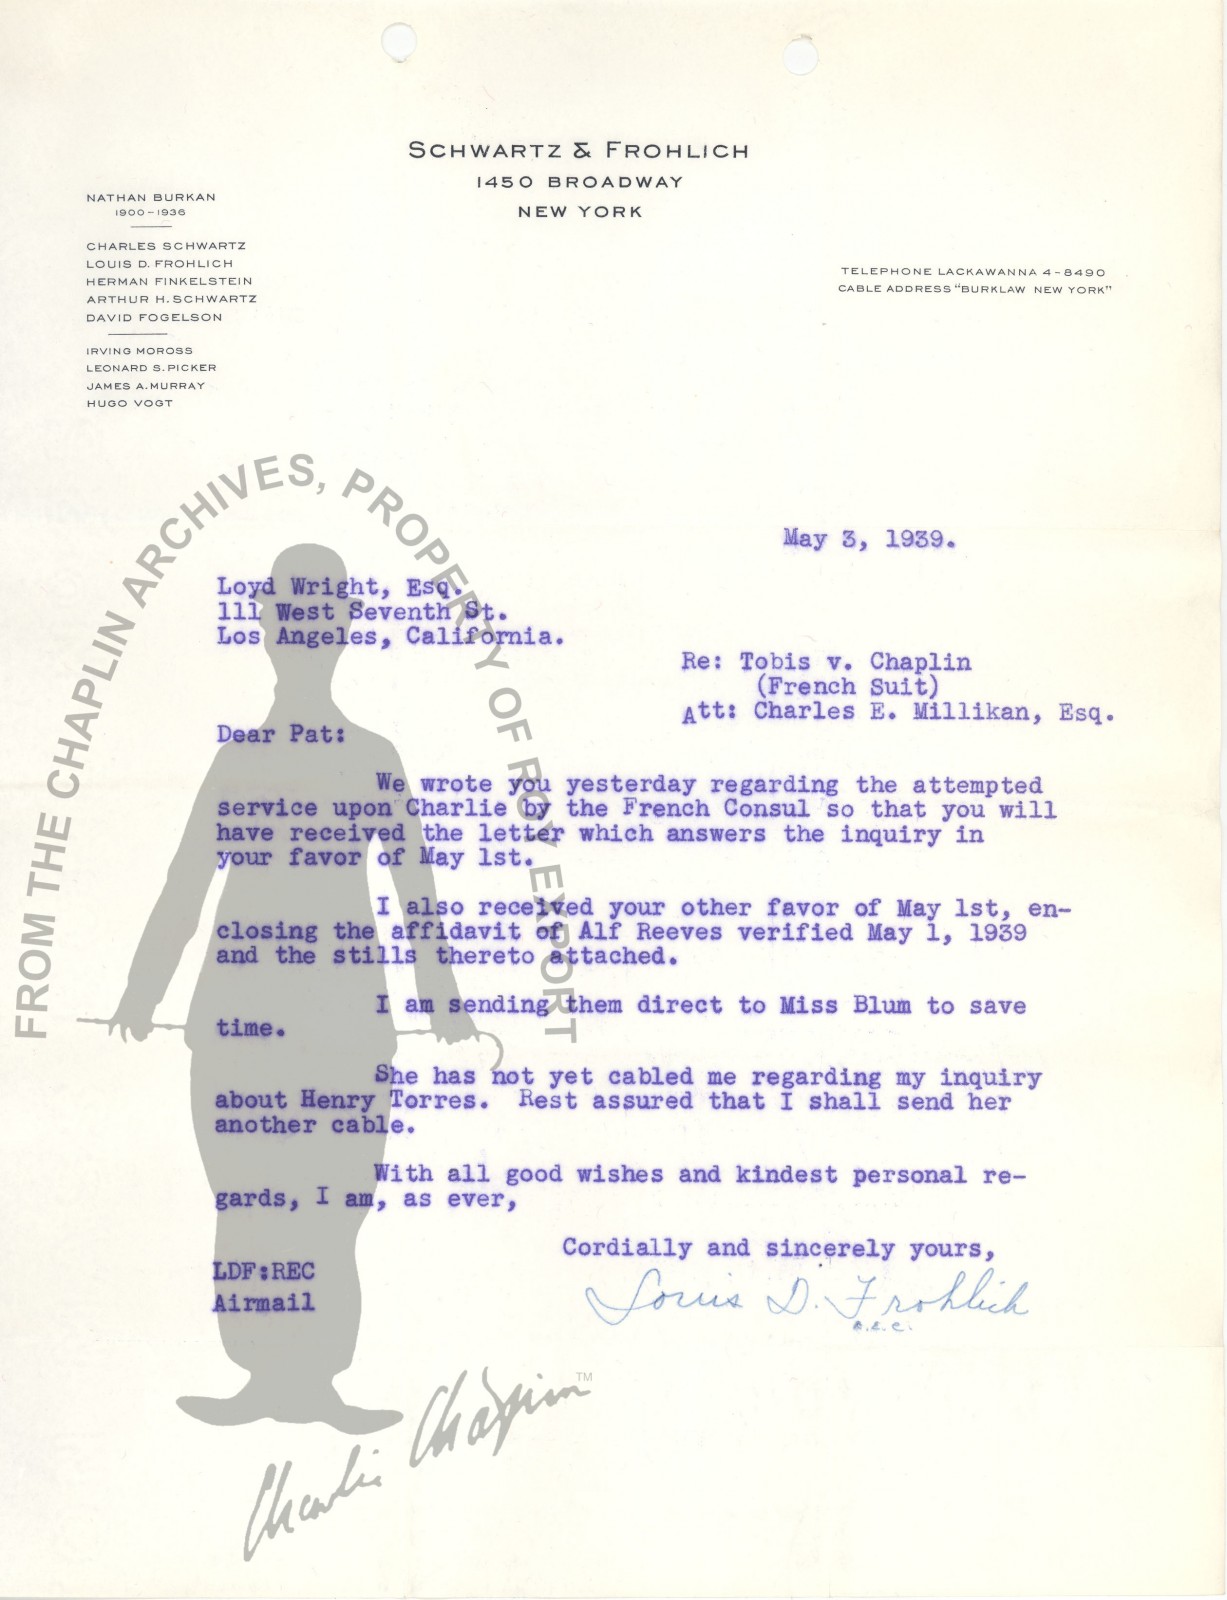 SCHWARTZ & FROHLICH
1450 BROADWAY
NEW YORK
NATHAN BURKAN
1900-1936
CHARLES SCHWARTZ
LOUIS D. FROHLICH
HERMAN FINKELSTEIN
ARTHUR H. SCHWARTZ
DAVID FOGELSON
IRVING MOROSS
LEONARD S. PICKER
JAMES A. MURRAY
HUGO VOGT
TELEPHONE LACKAWANNA 4-8490
CABLE ADDRESS "BURKLAW NEW YORK"
FROM THE CHAPLIN ARCHIVES, PROPERTY OF ROY EXPORT
May 3, 1939.
Loyd Wright, Esq.
111 West Seventh St.
Los Angeles, California.
Re: Tobis v. Chaplin
(French Suit)
Att: Charles E. Millikan, Esq.
Dear Pat:
We wrote you yesterday regarding the attempted
service upon Charlie by the French Consul so that you will
have received the letter which answers the inquiry in
your favor of May 1st.
I also received your other favor of May 1st, en-
closing the affidavit of Alf Reeves verified May 1, 1939
and the stills thereto attached.
I am sending them direct to Miss Blum to save
time.
She has not yet cabled me regarding my inquiry
about Henry Torres. Rest assured that I shall send her
another cable.
With all good wishes and kindest personal re-
gards, I am, as ever,
Cordially and sincerely yours,
LDF:REC
Airmail
Louis D. Frohlich
R.E.C.
Charlie Chaplin TM